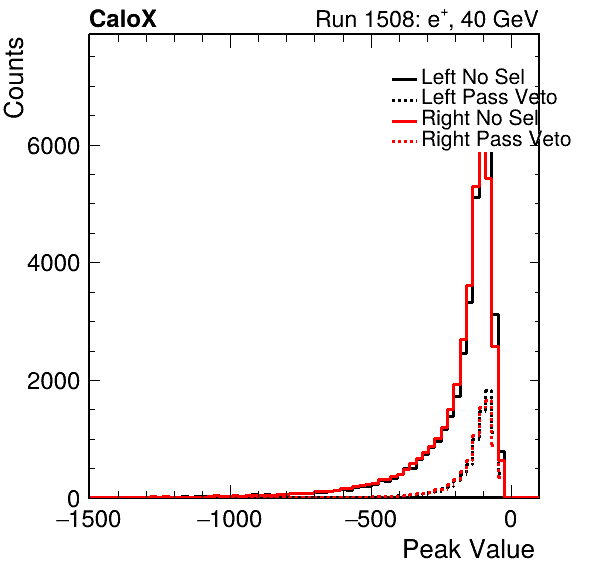 CaloX Run 1508: e⁺, 40 GeV
Counts
Left No Sel
Left Pass Veto
Right No Sel
Right Pass Veto
6000
4000
2000
0
−1500 −1000 −500 0
Peak Value